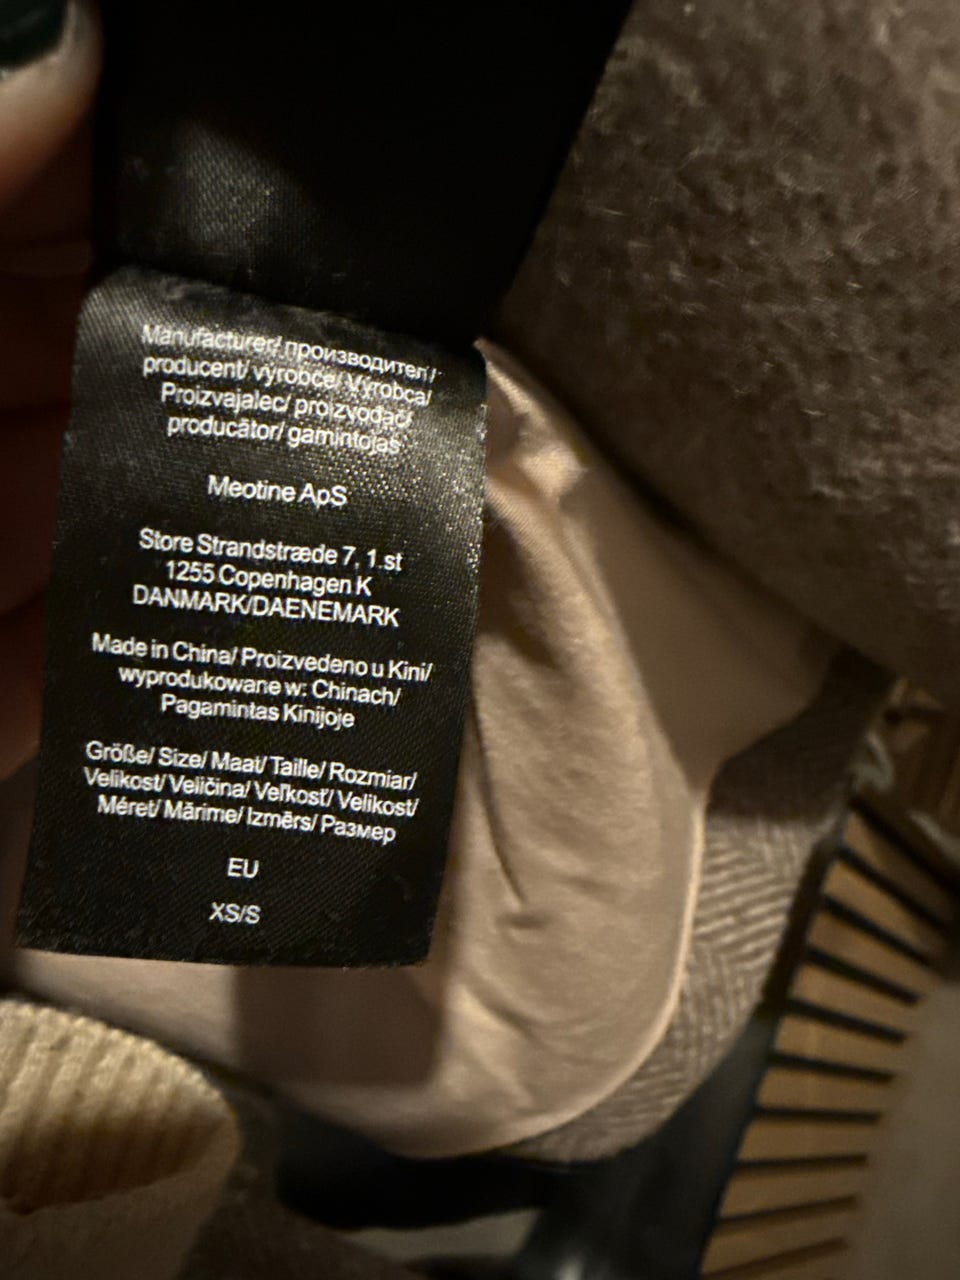 Manufacturer/ производител/
producent/ výrobce/ Výrobca/
Proizvajalec/ proizvođač/
producător/ gamintojas
Meotine ApS
Store Strandstræde 7, 1.st
1255 Copenhagen K
DANMARK/DAENEMARK
Made in China/ Proizvedeno u Kini/
wyprodukowane w: Chinach/
Pagamintas Kinijoje
Größe/ Size/ Maat/ Taille/ Rozmiar/
Velikost/ Veličina/ Veľkosť/ Velikost/
Méret/ Mărime/ Izmērs/ Размер
EU
XS/S